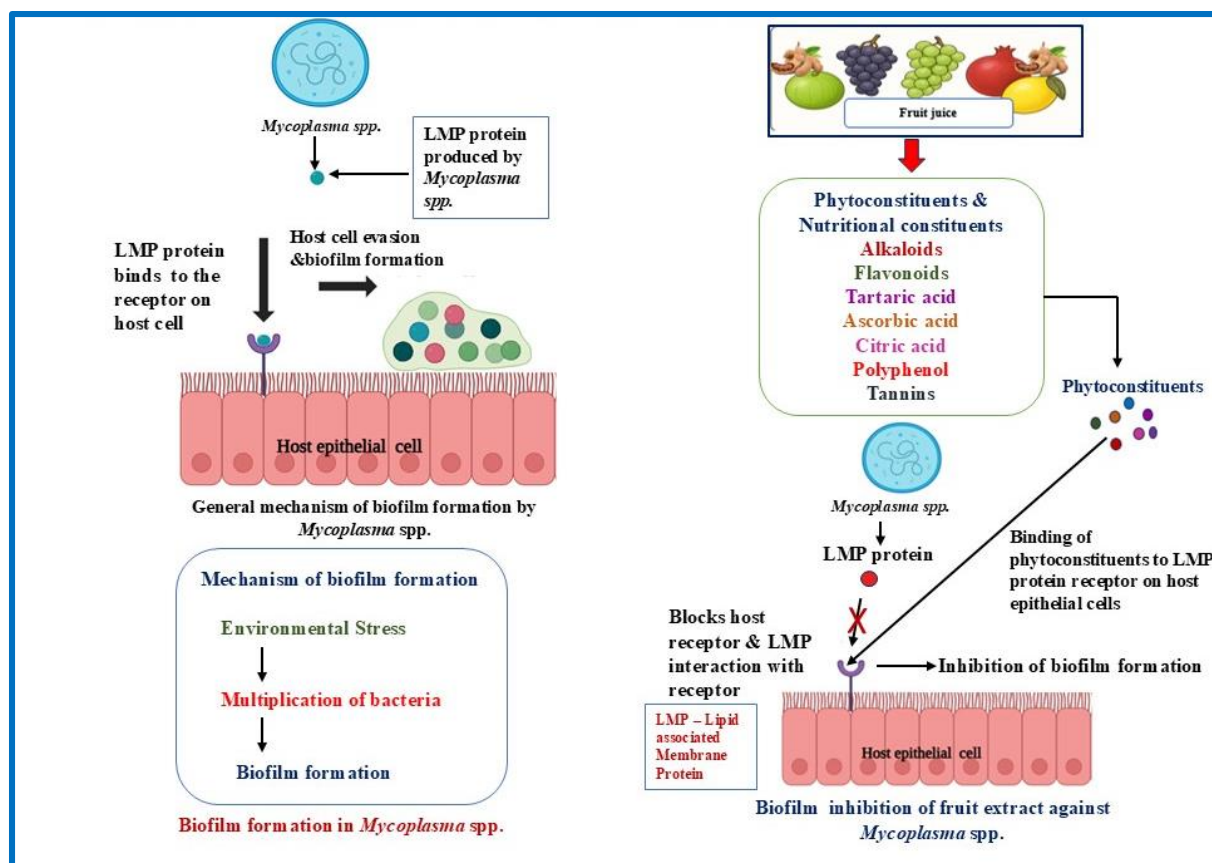 Mycoplasma spp.
LMP protein
produced by
Mycoplasma
spp.
LMP protein
binds to the
receptor on
host cell
Host cell evasion
&biofilm formation
Host epithelial cell
General mechanism of biofilm formation by
Mycoplasma spp.
Mechanism of biofilm formation
Environmental Stress
Multiplication of bacteria
Biofilm formation
Biofilm formation in Mycoplasma spp.
Fruit juice
Phytoconstituents &
Nutritional constituents
Alkaloids
Flavonoids
Tartaric acid
Ascorbic acid
Citric acid
Polyphenol
Tannins
Phytoconstituents
Mycoplasma spp.
LMP protein
Binding of
phytoconstituents to LMP
protein receptor on host
epithelial cells
Blocks host
receptor & LMP
interaction with
receptor
Inhibition of biofilm formation
LMP – Lipid
associated
Membrane
Protein
Host epithelial cell
Biofilm inhibition of fruit extract against
Mycoplasma spp.